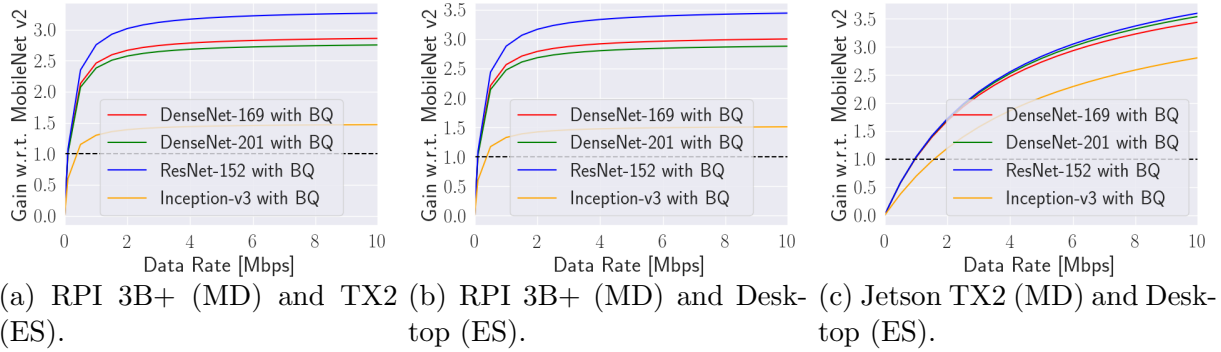 Gain w.r.t. MobileNet v2
3.0
2.5
2.0
1.5
1.0
0.5
0.0
DenseNet-169 with BQ
DenseNet-201 with BQ
ResNet-152 with BQ
Inception-v3 with BQ
0 2 4 6 8 10
Data Rate [Mbps]
(a) RPI 3B+ (MD) and TX2
(ES).
Gain w.r.t. MobileNet v2
3.5
3.0
2.5
2.0
1.5
1.0
0.5
0.0
DenseNet-169 with BQ
DenseNet-201 with BQ
ResNet-152 with BQ
Inception-v3 with BQ
0 2 4 6 8 10
Data Rate [Mbps]
(b) RPI 3B+ (MD) and Desk-
top (ES).
Gain w.r.t. MobileNet v2
3.5
3.0
2.5
2.0
1.5
1.0
0.5
0.0
DenseNet-169 with BQ
DenseNet-201 with BQ
ResNet-152 with BQ
Inception-v3 with BQ
0 2 4 6 8 10
Data Rate [Mbps]
(c) Jetson TX2 (MD) and Desk-
top (ES).